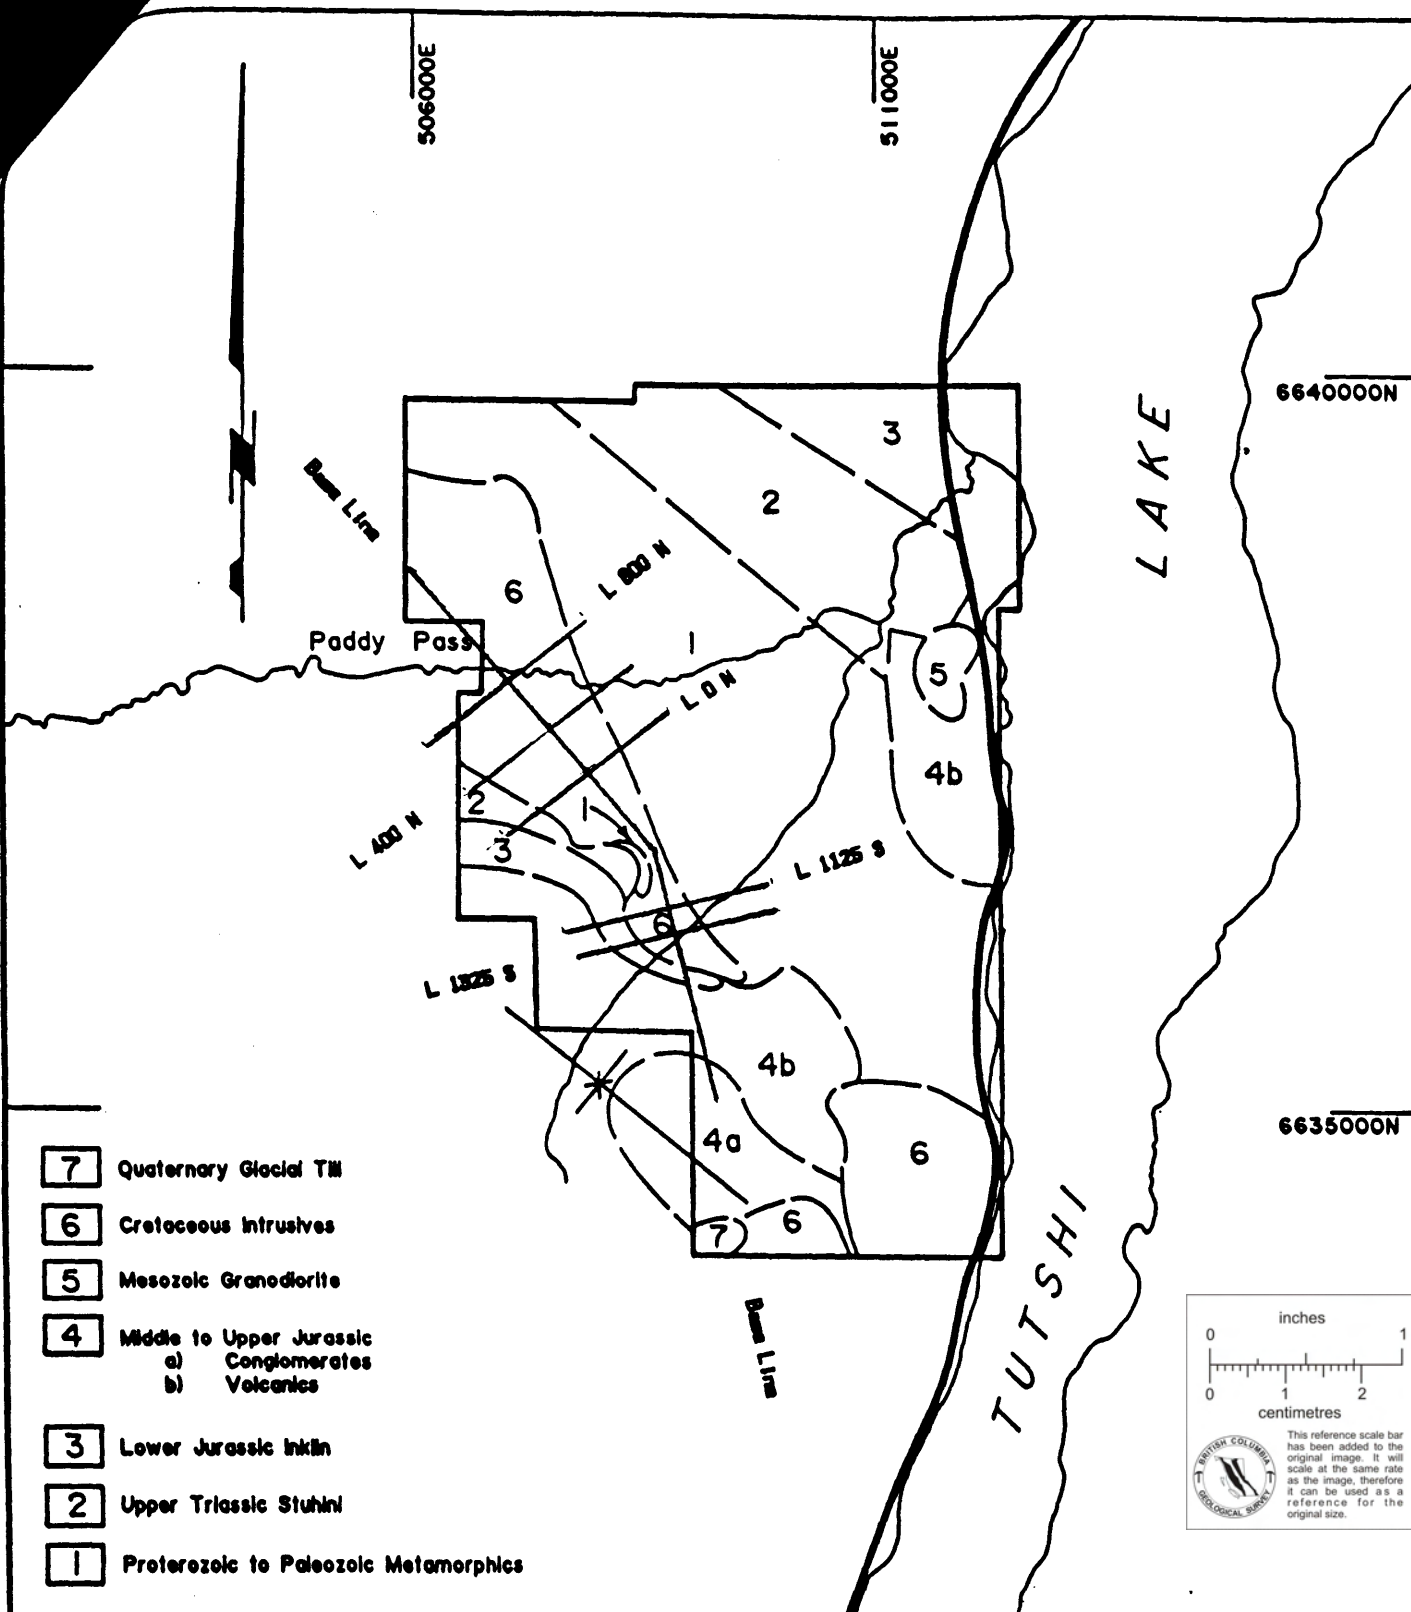 506000E
511000E
6640000N
LAKE
Base Line
3
2
L 800 N
6
Paddy Pass
1
L 0 N
5
4b
2
1
L 400 N
3
L 1125 S
6
L 1325 S
4b
6635000N
4a
6
7
6
TUTSHI
Base Line
7 Quaternary Glacial Till
6 Cretaceous Intrusives
5 Mesozoic Granodiorite
4 Middle to Upper Jurassic
a) Conglomerates
b) Volcanics
3 Lower Jurassic Inklin
2 Upper Triassic Stuhini
1 Proterozoic to Paleozoic Metamorphics
inches
0 1
0 1 2
centimetres
BRITISH COLUMBIA
GEOLOGICAL SURVEY
This reference scale bar
has been added to the
original image. It will
scale at the same rate
as the image, therefore
it can be used as a
reference for the
original size.